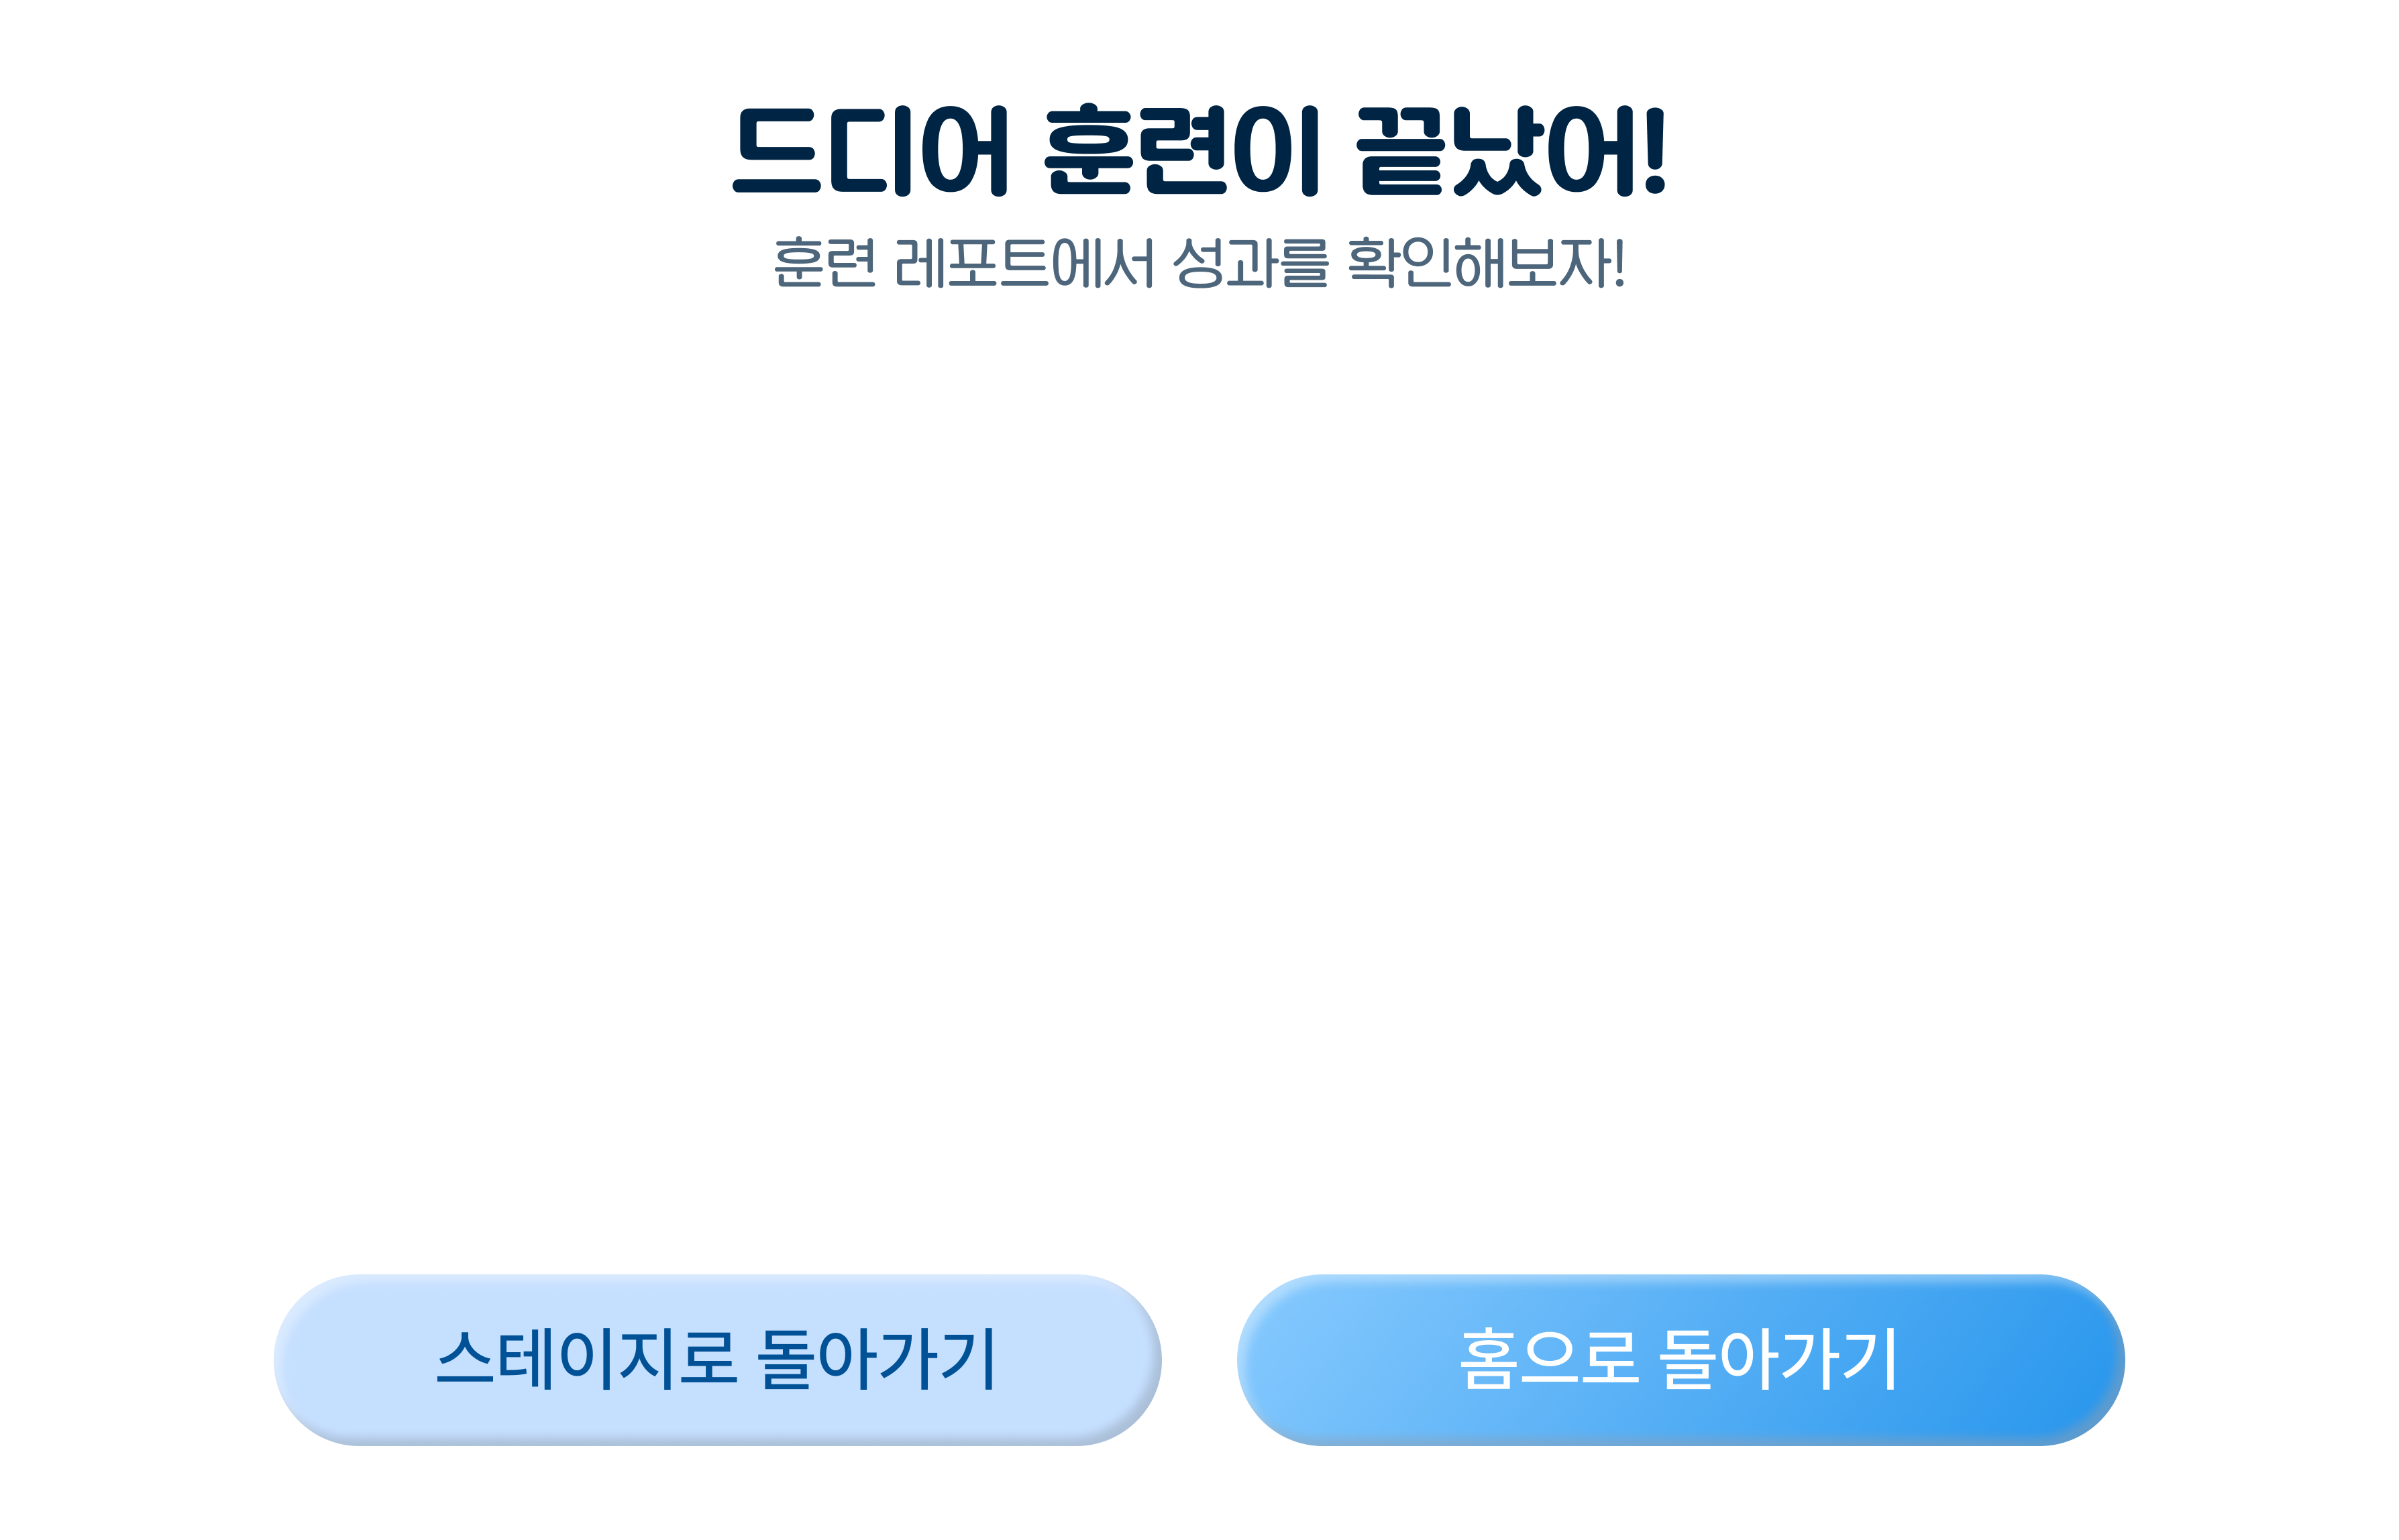 드디어 훈련이 끝났어!
훈련 레포트에서 성과를 확인해보자!
스테이지로 돌아가기
홈으로 돌아가기